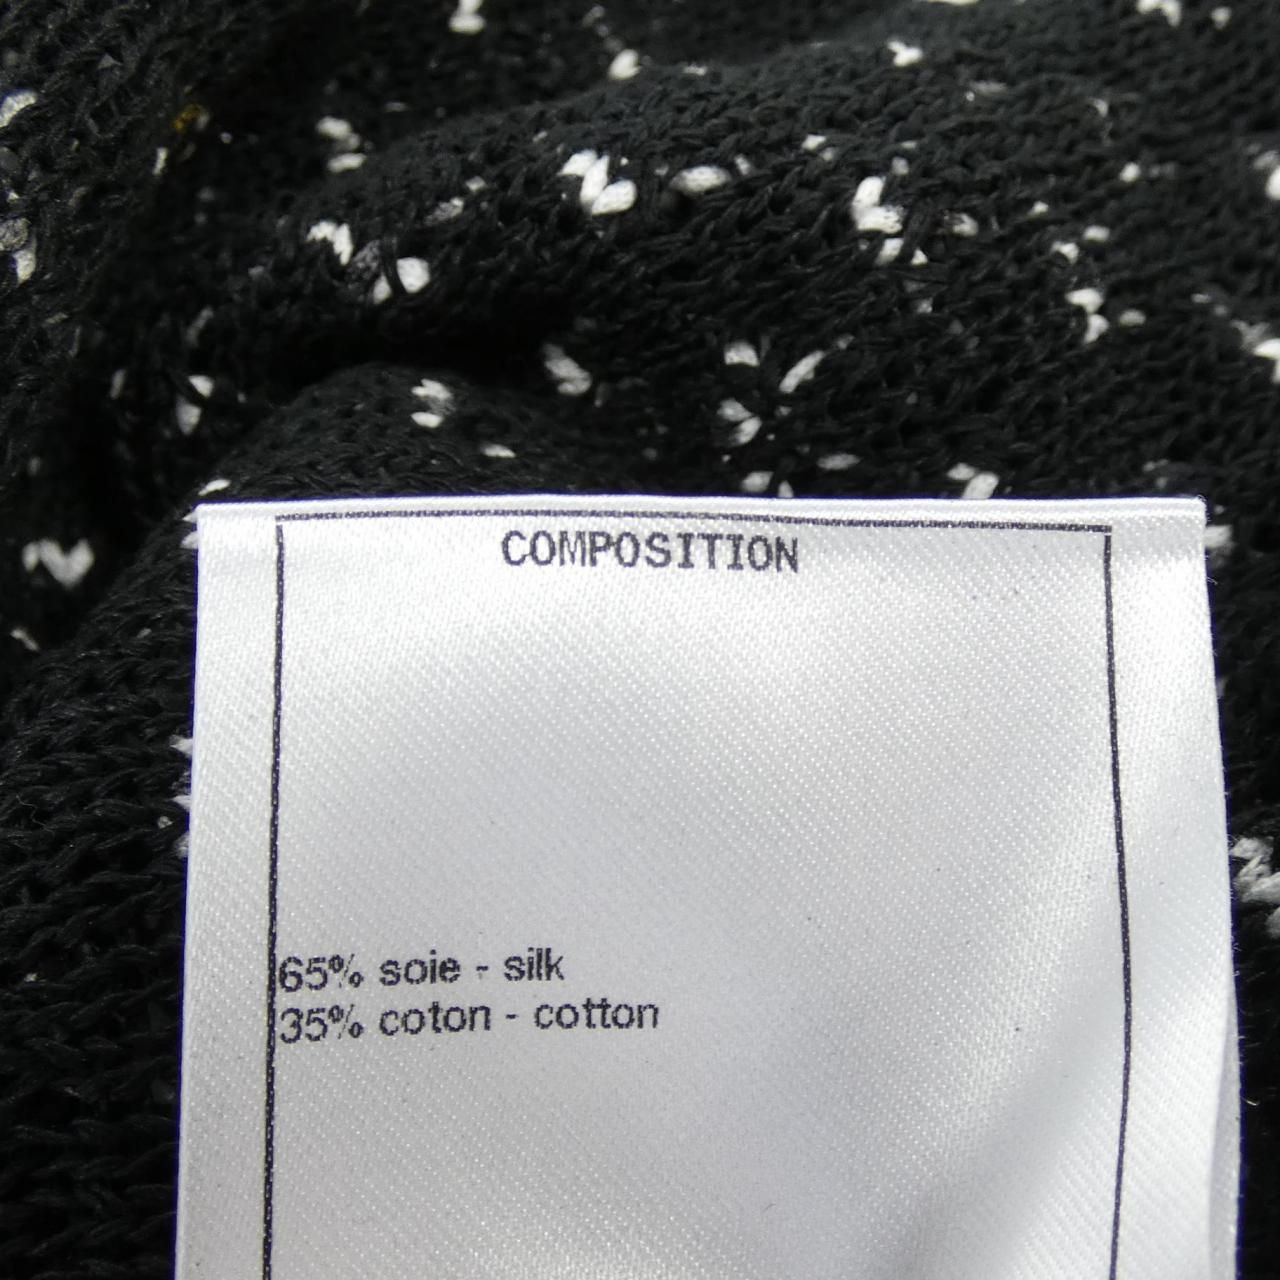 COMPOSITION
65% soie - silk
35% coton - cotton